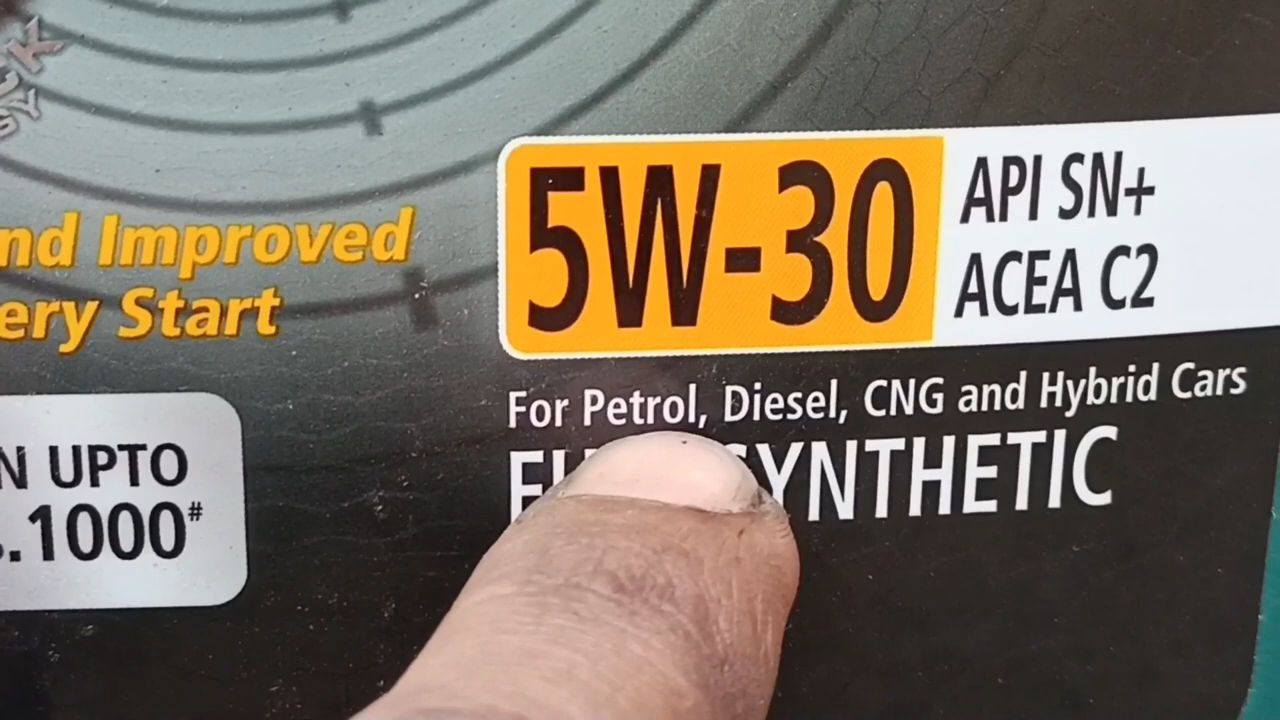 nd Improved
ery Start
N UPTO
.1000#
5W-30
API SN+
ACEA C2
For Petrol, Diesel, CNG and Hybrid Cars
SYNTHETIC